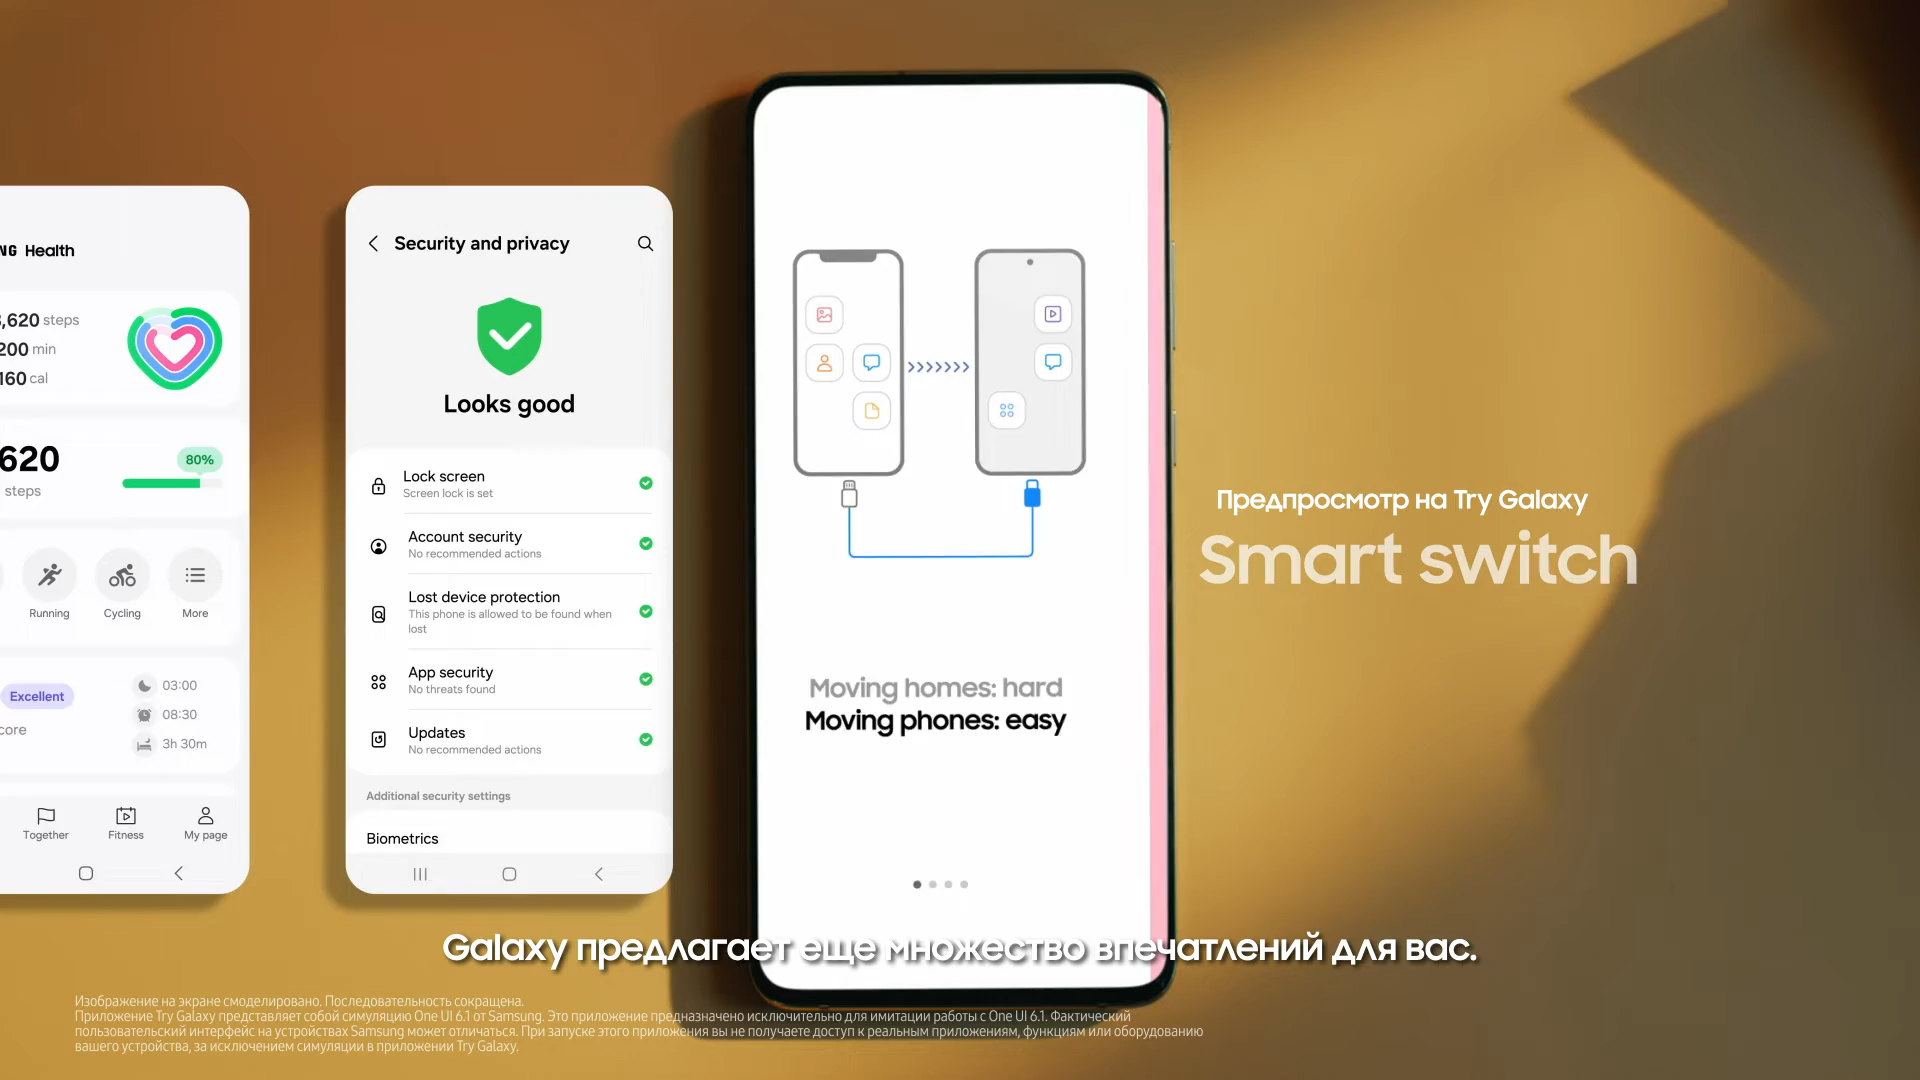 NG Health
,620 steps
200 min
160 cal
620
steps
80%
Running
Cycling
More
Excellent
core
03:00
08:30
3h 30m
Together
Fitness
My page
Security and privacy
Looks good
Lock screen
Screen lock is set
Account security
No recommended actions
Lost device protection
This phone is allowed to be found when
lost
App security
No threats found
Updates
No recommended actions
Additional security settings
Biometrics
Moving homes: hard
Moving phones: easy
Предпросмотр на Try Galaxy
Smart switch
Galaxy предлагает еще множество впечатлений для вас.
Изображение на экране смоделировано. Последовательность сокращена.
Приложение Try Galaxy представляет собой симуляцию One UI 6.1 от Samsung. Это приложение предназначено исключительно для имитации работы с One UI 6.1. Фактический
пользовательский интерфейс на устройствах Samsung может отличаться. При запуске этого приложения вы не получаете доступ к реальным приложениям, функциям или оборудованию
вашего устройства, за исключением симуляции в приложении Try Galaxy.